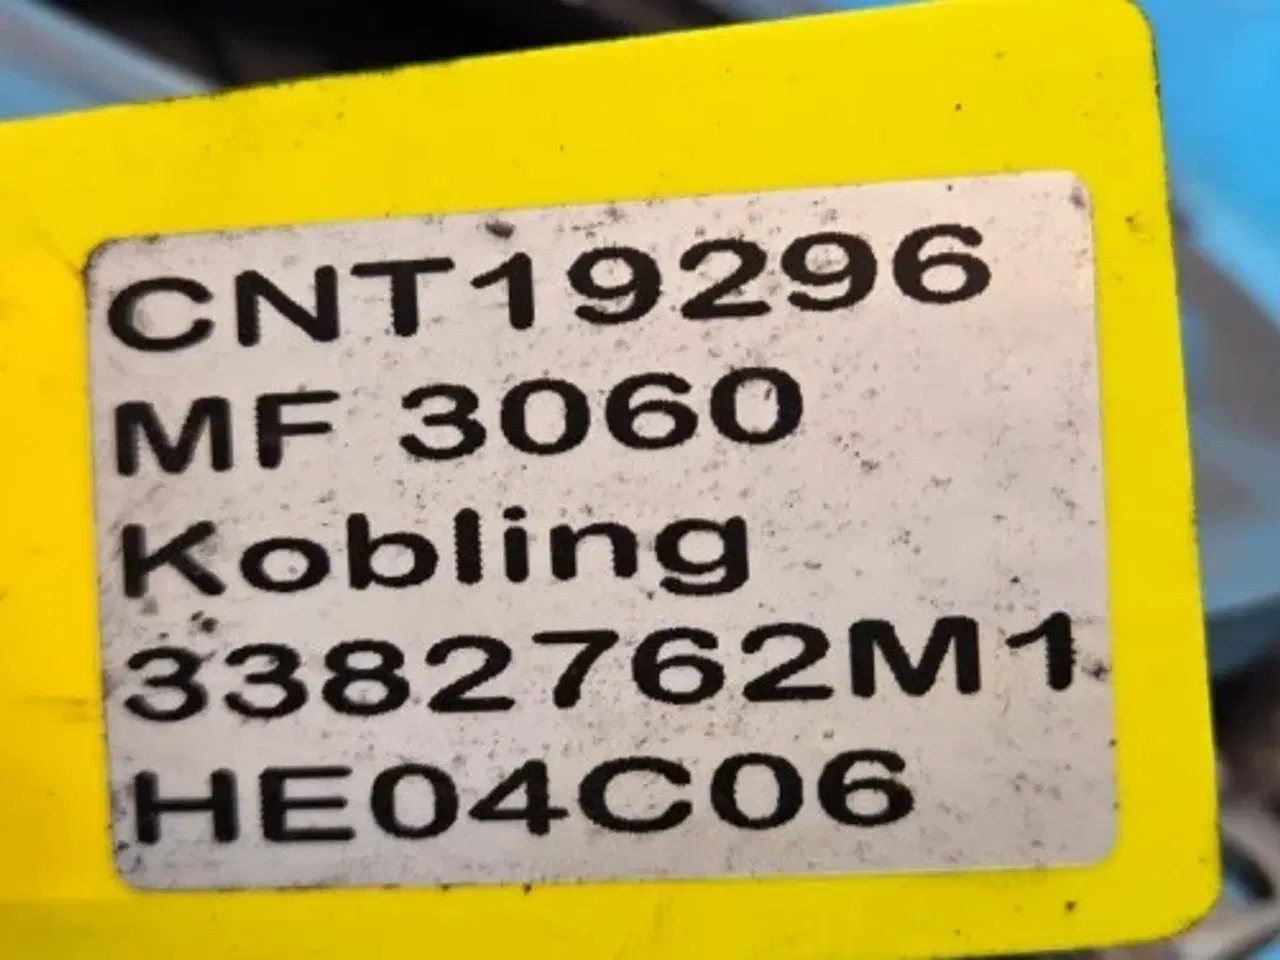 CNT19296
MF 3060
Kobling
3382762M1
HE04C06